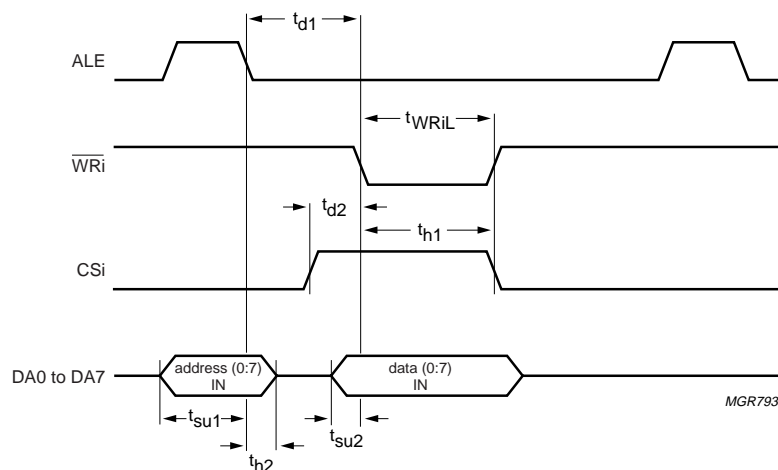 t_d1
ALE
t_WRiL
W̅R̅i̅
t_d2
t_h1
CSi
address (0:7)
IN
data (0:7)
IN
DA0 to DA7
MGR793
t_su1
t_su2
t_h2